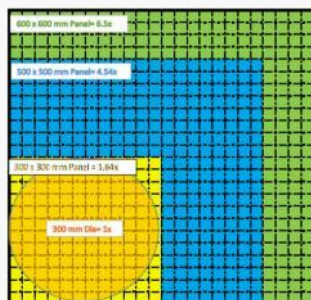 600 x 600 mm Panel= 6.5x
500 x 500 mm Panel= 4.54x
300 x 300 mm Panel = 1.64x
300 mm Dia= 1x